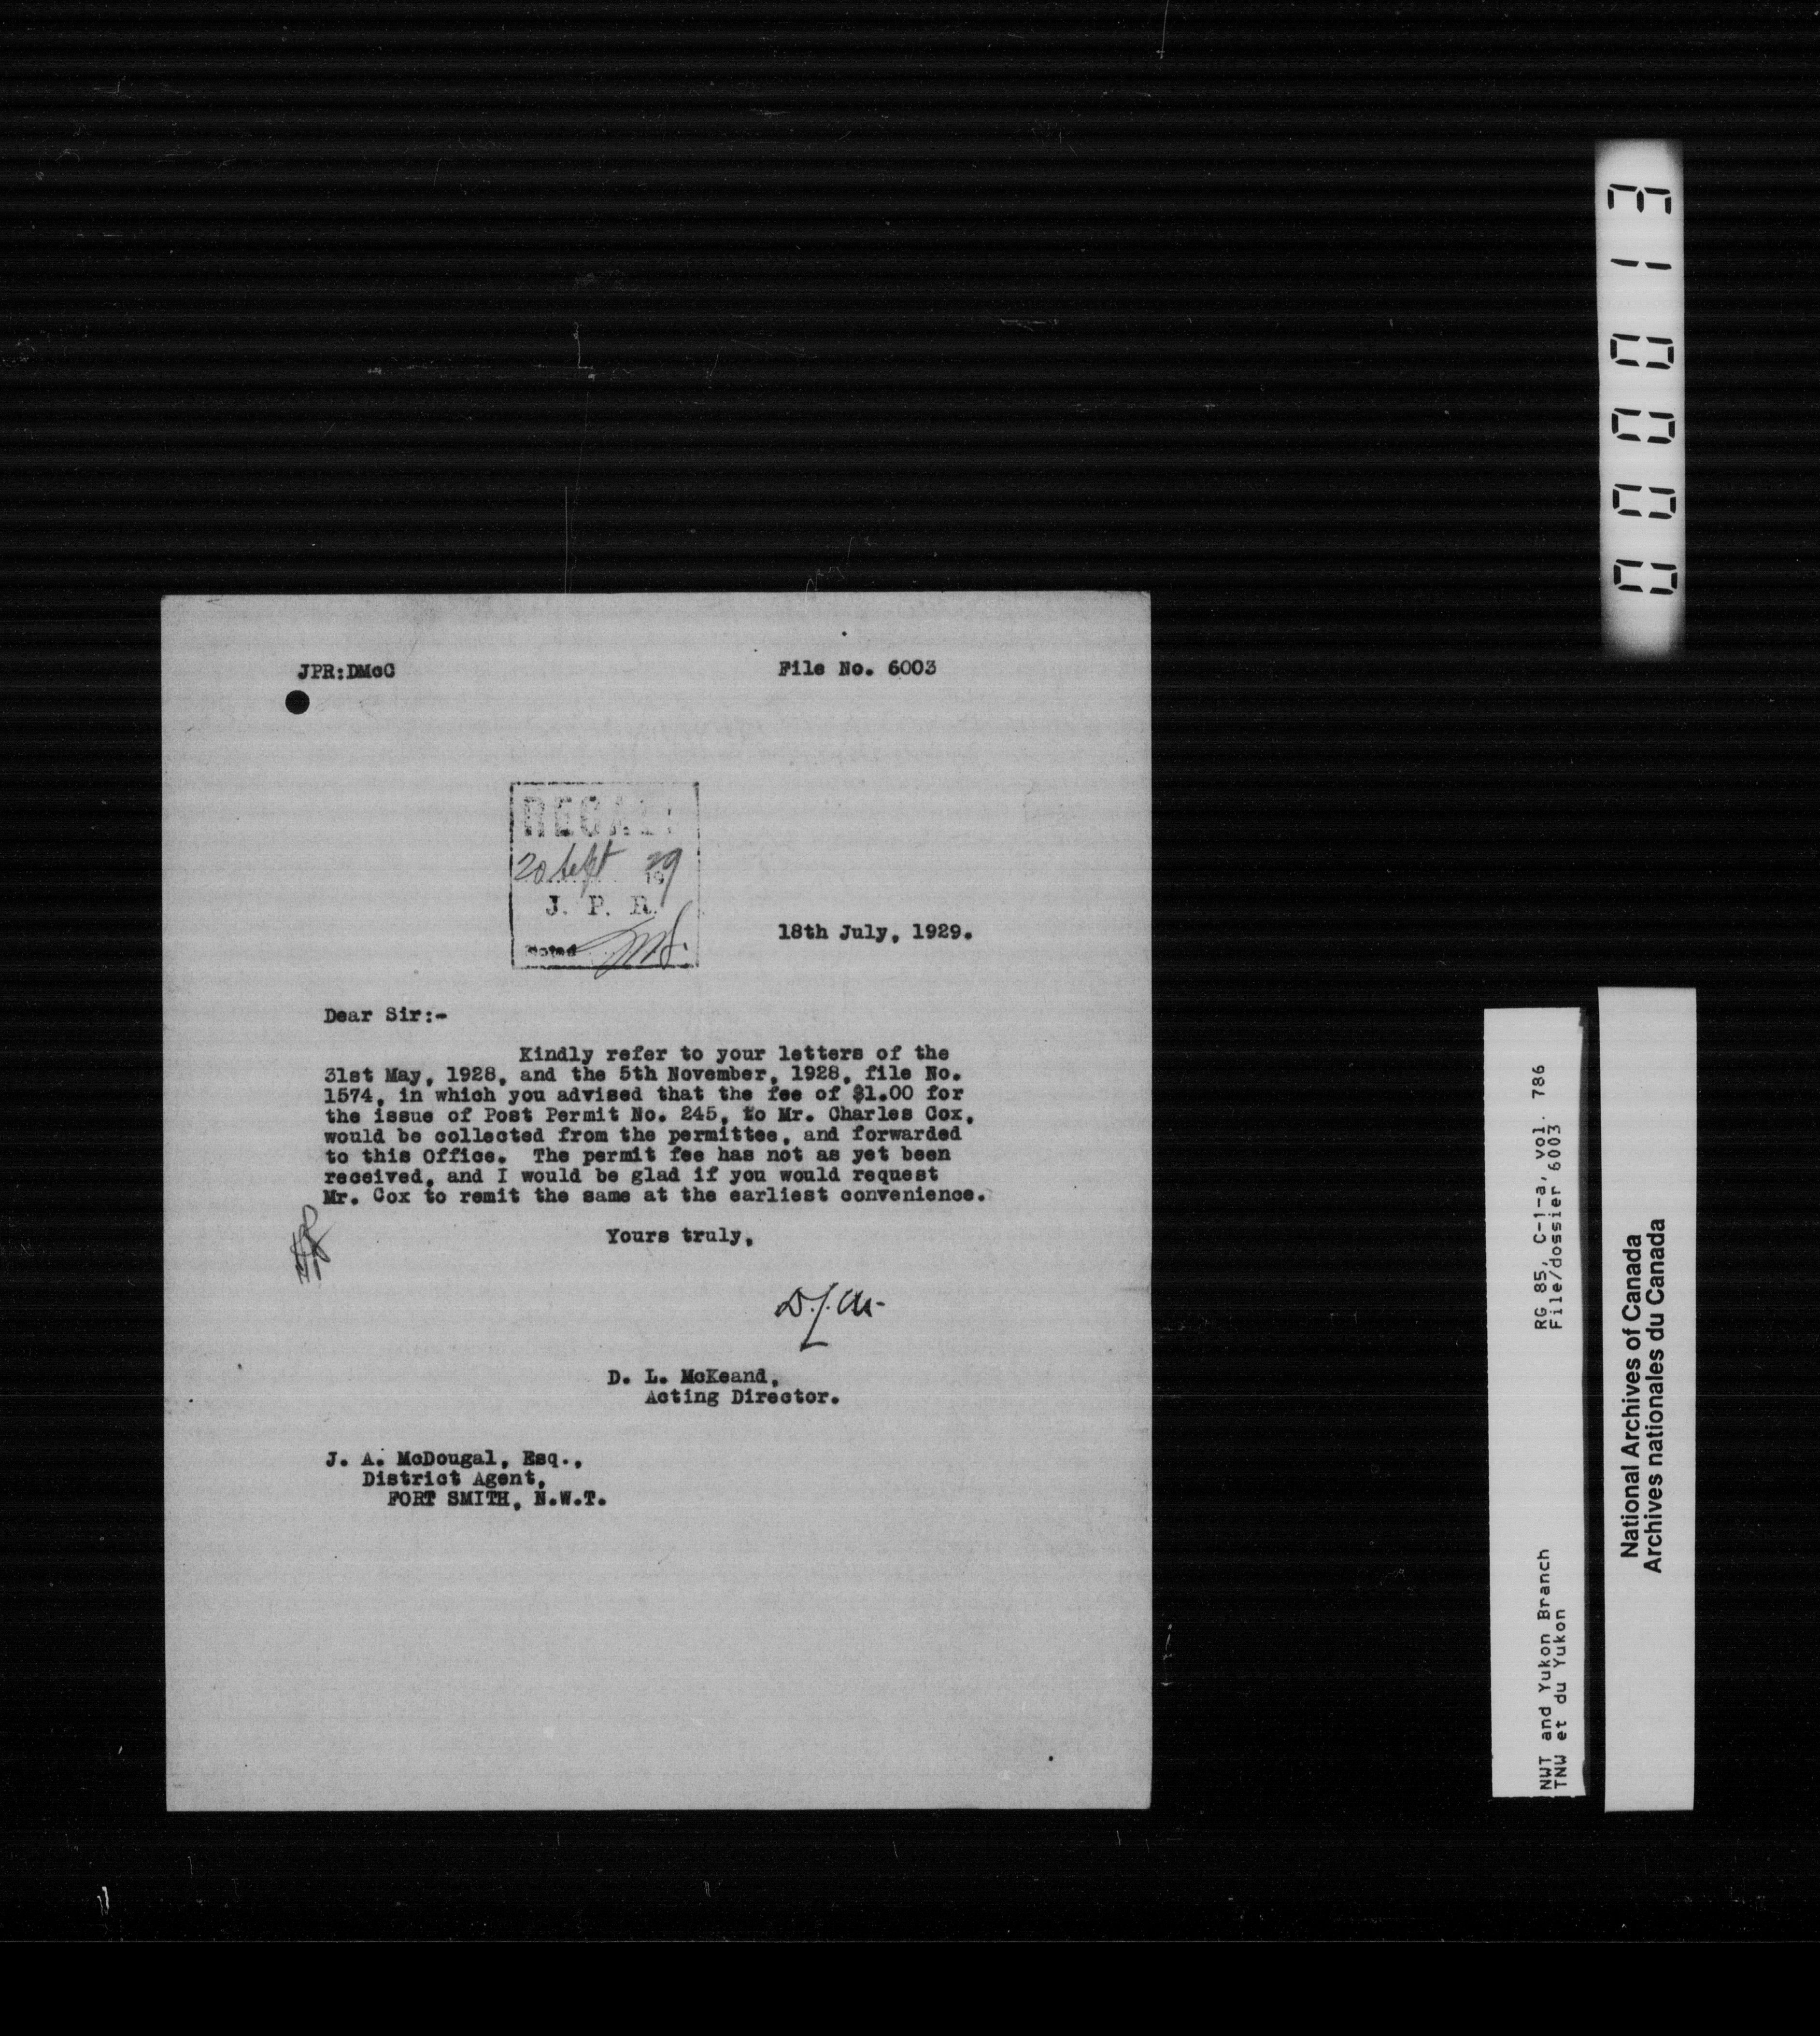 JPR:DMcC
File No. 6003
RECALL
20 Sept 1929
J. P. R.
Noted
18th July, 1929.
Dear Sir:-
Kindly refer to your letters of the
31st May, 1928, and the 5th November, 1928, file No.
1574, in which you advised that the fee of $1.00 for
the issue of Post Permit No. 245, to Mr. Charles Cox,
would be collected from the permittee, and forwarded
to this Office. The permit fee has not as yet been
received, and I would be glad if you would request
Mr. Cox to remit the same at the earliest convenience.
Yours truly,
D. L. McKeand,
Acting Director.
J. A. McDougal, Esq.,
District Agent,
FORT SMITH, N.W.T.
000013
RG 85, C-1-a, vol. 786
File/dossier 6003
NWT and Yukon Branch
TNW et du Yukon
National Archives of Canada
Archives nationales du Canada